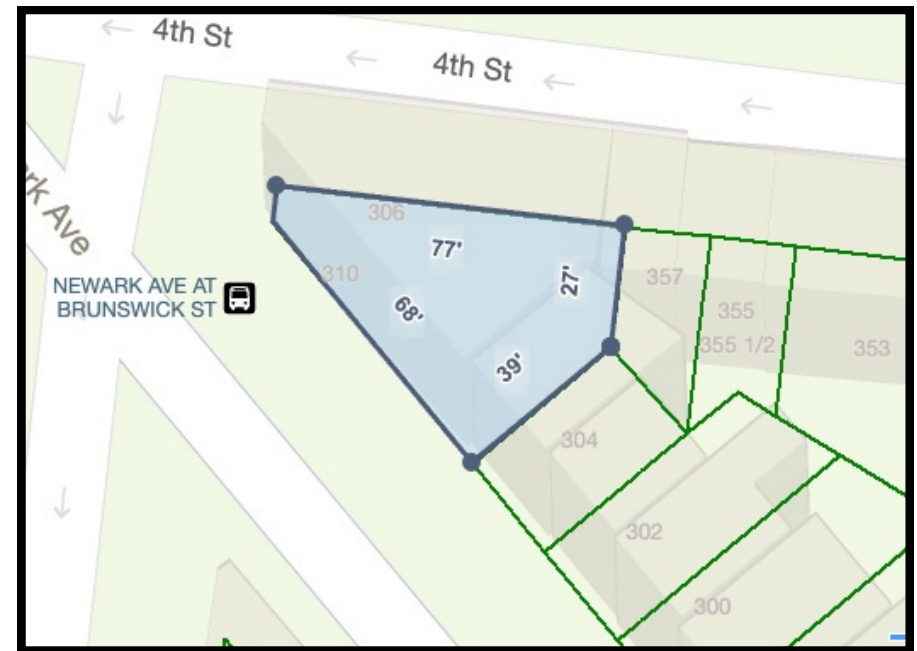 4th St
4th St
rk Ave
306
77'
310
NEWARK AVE AT
BRUNSWICK ST
68'
27'
39'
357
355
355 1/2
353
304
302
300